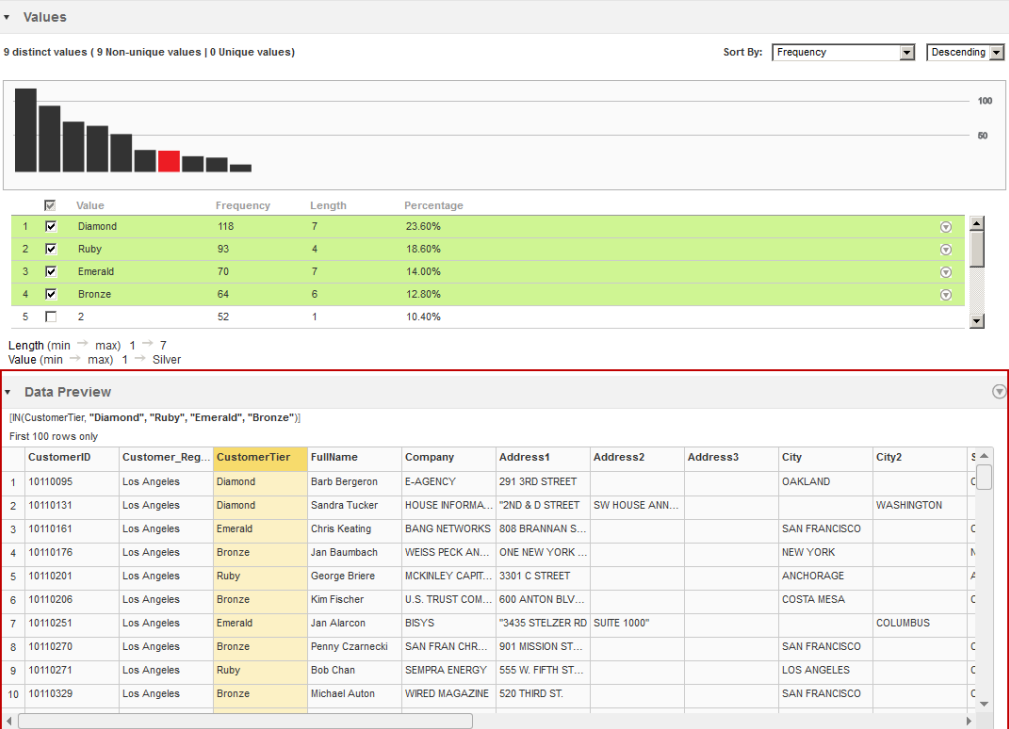 Values
9 distinct values ( 9 Non-unique values | 0 Unique values)
Sort By: Frequency Descending
100
50
Value Frequency Length Percentage
1 Diamond 118 7 23.60%
2 Ruby 93 4 18.60%
3 Emerald 70 7 14.00%
4 Bronze 64 6 12.80%
5 2 52 1 10.40%
Length (min → max) 1 → 7
Value (min → max) 1 → Silver
Data Preview
[IN(CustomerTier, "Diamond", "Ruby", "Emerald", "Bronze")]
First 100 rows only
CustomerID Customer_Reg... CustomerTier FullName Company Address1 Address2 Address3 City City2
1 10110095 Los Angeles Diamond Barb Bergeron E-AGENCY 291 3RD STREET OAKLAND
2 10110131 Los Angeles Diamond Sandra Tucker HOUSE INFORMA... "2ND & D STREET SW HOUSE ANN... WASHINGTON
3 10110161 Los Angeles Emerald Chris Keating BANG NETWORKS 808 BRANNAN S... SAN FRANCISCO
4 10110176 Los Angeles Bronze Jan Baumbach WEISS PECK AN... ONE NEW YORK ... NEW YORK
5 10110201 Los Angeles Ruby George Briere MCKINLEY CAPIT... 3301 C STREET ANCHORAGE
6 10110206 Los Angeles Bronze Kim Fischer U.S. TRUST COM... 600 ANTON BLV... COSTA MESA
7 10110251 Los Angeles Emerald Jan Alarcon BISYS "3435 STELZER RD SUITE 1000" COLUMBUS
8 10110270 Los Angeles Bronze Penny Czarnecki SAN FRAN CHR... 901 MISSION ST... SAN FRANCISCO
9 10110271 Los Angeles Ruby Bob Chan SEMPRA ENERGY 555 W. FIFTH ST... LOS ANGELES
10 10110329 Los Angeles Bronze Michael Auton WIRED MAGAZINE 520 THIRD ST. SAN FRANCISCO